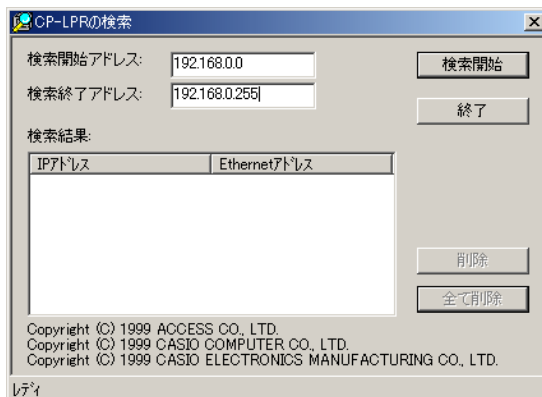 CP-LPRの検索
検索開始アドレス: 192.168.0.0
検索開始
検索終了アドレス: 192.168.0.255
終了
検索結果:
IPアドレス Ethernetアドレス
削除
全て削除
Copyright (C) 1999 ACCESS CO., LTD.
Copyright (C) 1999 CASIO COMPUTER CO., LTD.
Copyright (C) 1999 CASIO ELECTRONICS MANUFACTURING CO., LTD.
レディ